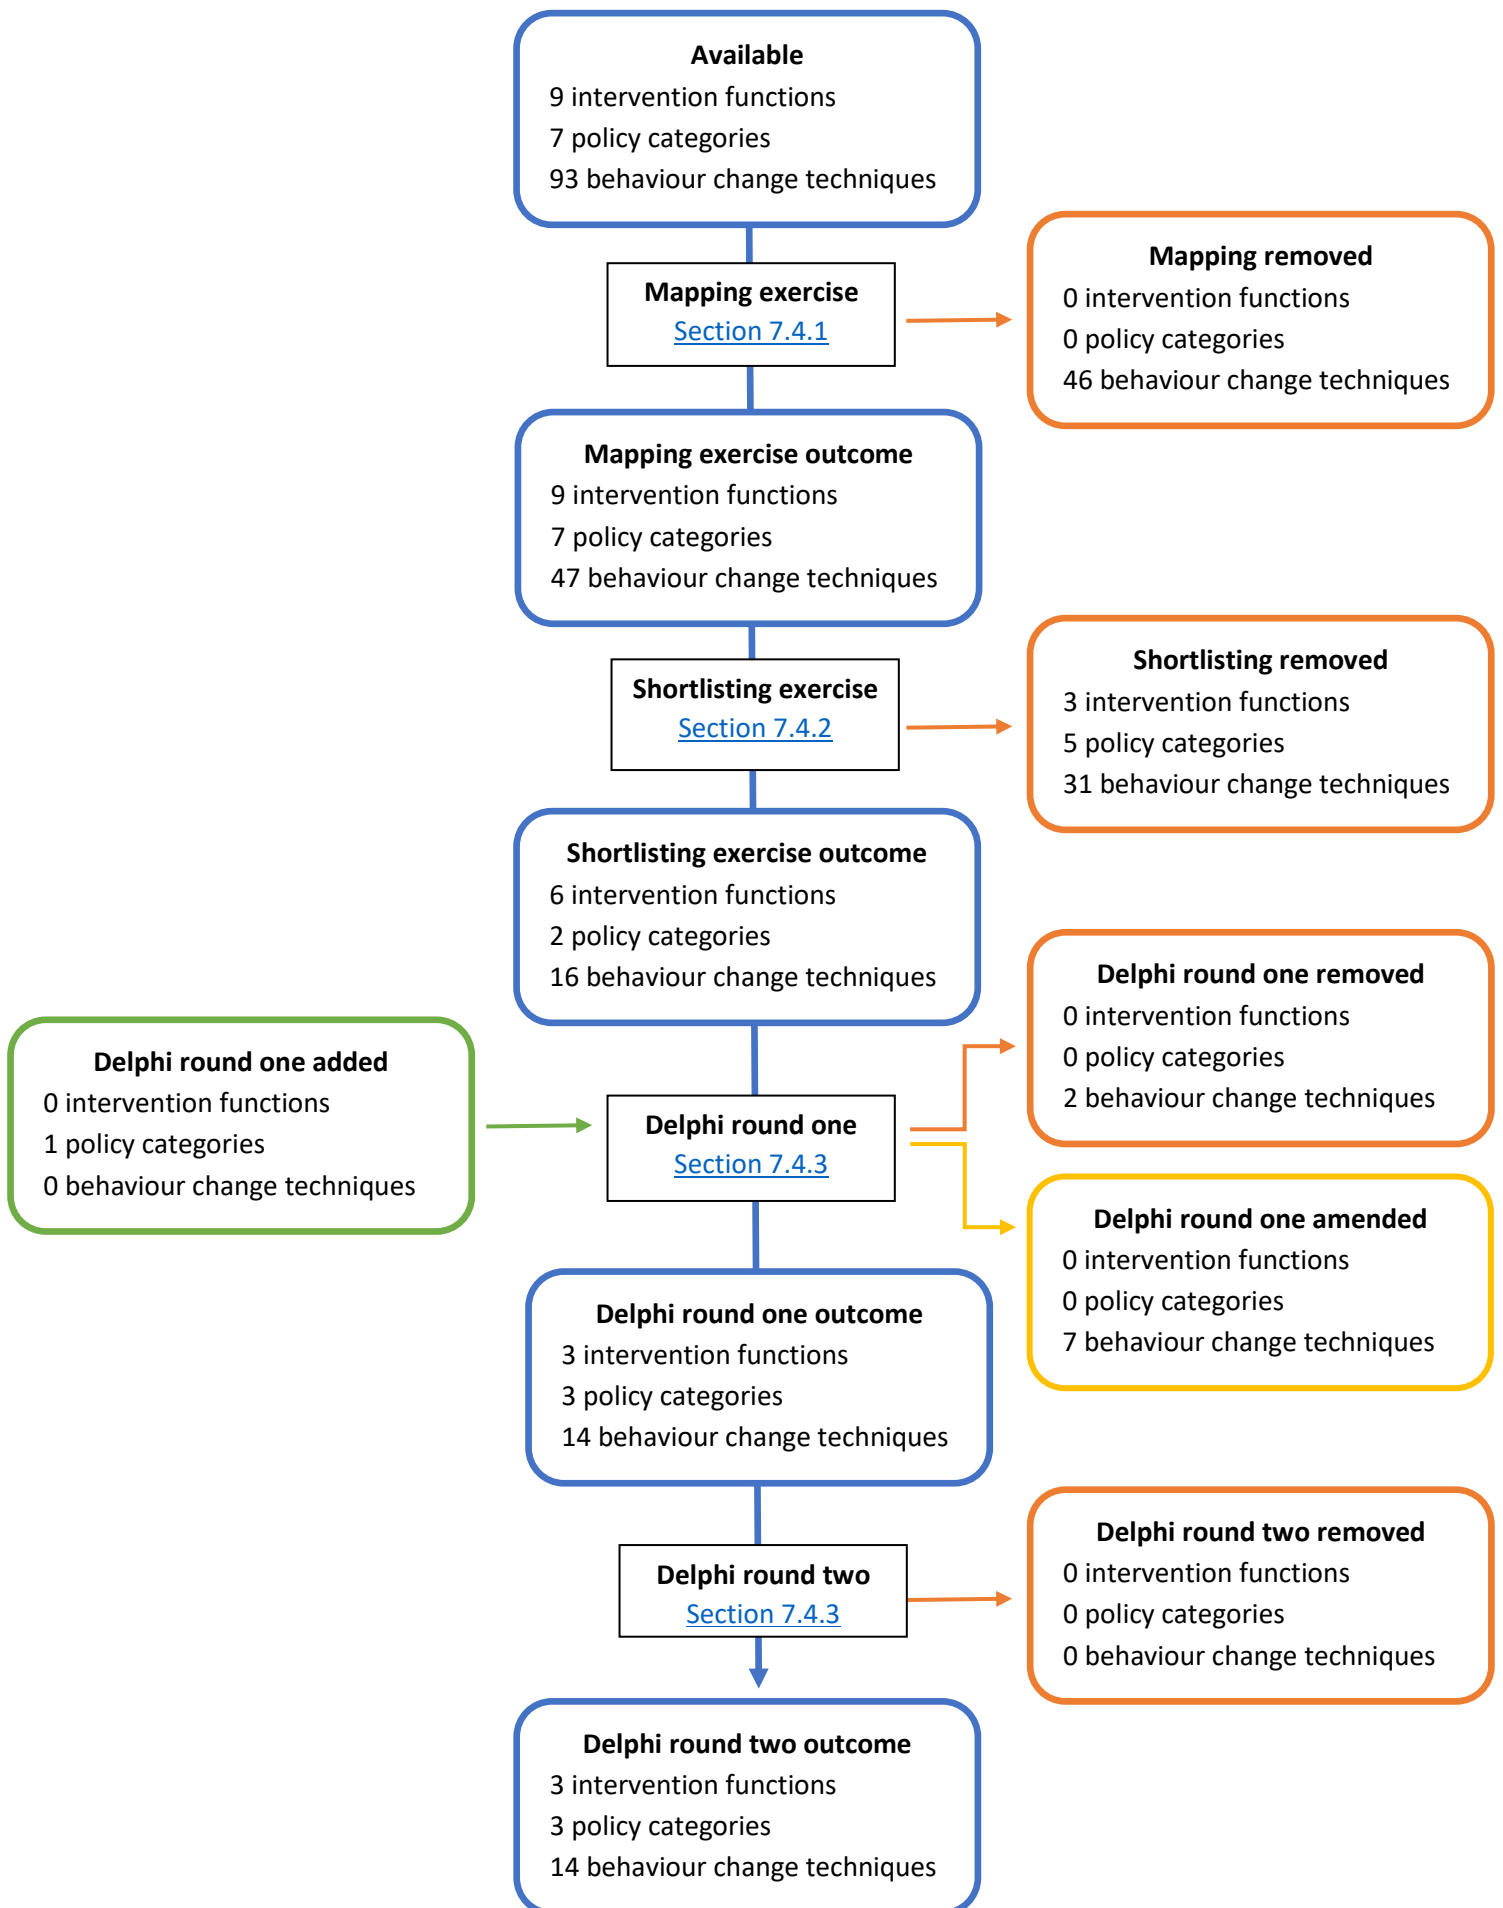 Available
9 intervention functions
7 policy categories
93 behaviour change techniques
Mapping exercise
Section 7.4.1
Mapping removed
0 intervention functions
0 policy categories
46 behaviour change techniques
Mapping exercise outcome
9 intervention functions
7 policy categories
47 behaviour change techniques
Shortlisting exercise
Section 7.4.2
Shortlisting removed
3 intervention functions
5 policy categories
31 behaviour change techniques
Shortlisting exercise outcome
6 intervention functions
2 policy categories
16 behaviour change techniques
Delphi round one added
0 intervention functions
1 policy categories
0 behaviour change techniques
Delphi round one
Section 7.4.3
Delphi round one removed
0 intervention functions
0 policy categories
2 behaviour change techniques
Delphi round one amended
0 intervention functions
0 policy categories
7 behaviour change techniques
Delphi round one outcome
3 intervention functions
3 policy categories
14 behaviour change techniques
Delphi round two
Section 7.4.3
Delphi round two removed
0 intervention functions
0 policy categories
0 behaviour change techniques
Delphi round two outcome
3 intervention functions
3 policy categories
14 behaviour change techniques